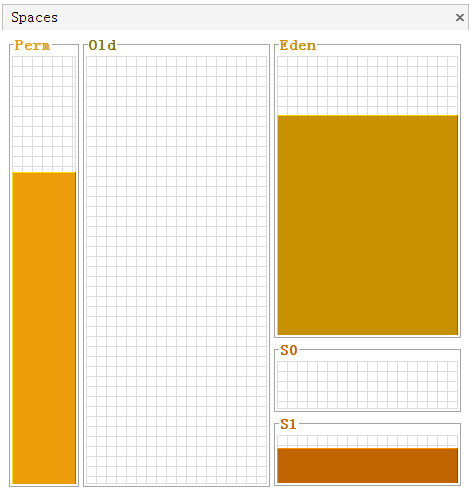 Spaces
Perm
Old
Eden
S0
S1